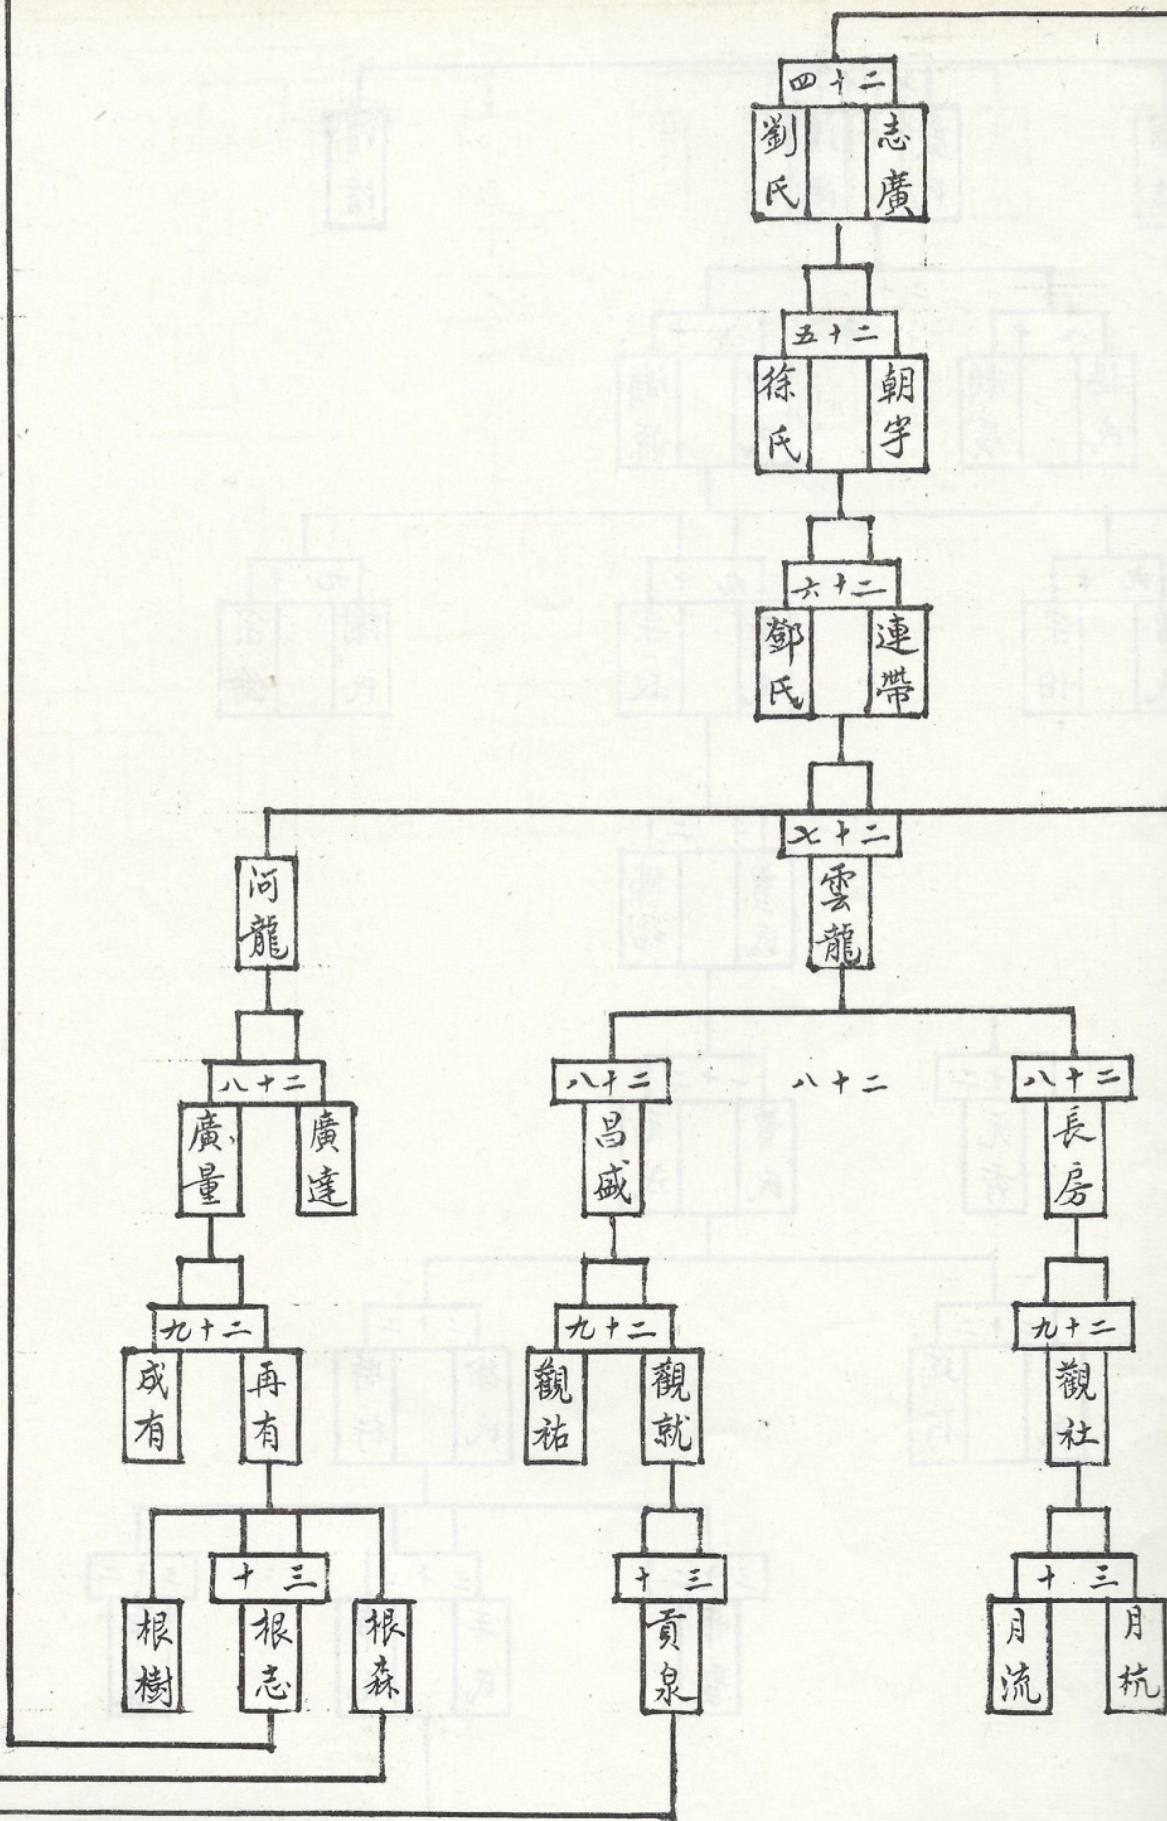 二十四
志廣
劉氏
二十五
朝宇
徐氏
二十六
連帶
鄧氏
二十七
雲龍
河龍
二十八
長房
二十八
二十八
昌盛
二十八
廣達
廣量
二十九
觀社
二十九
觀就
觀祐
二十九
再有
成有
三十
月杭
月流
三十
貢泉
三十
根森
根志
根樹